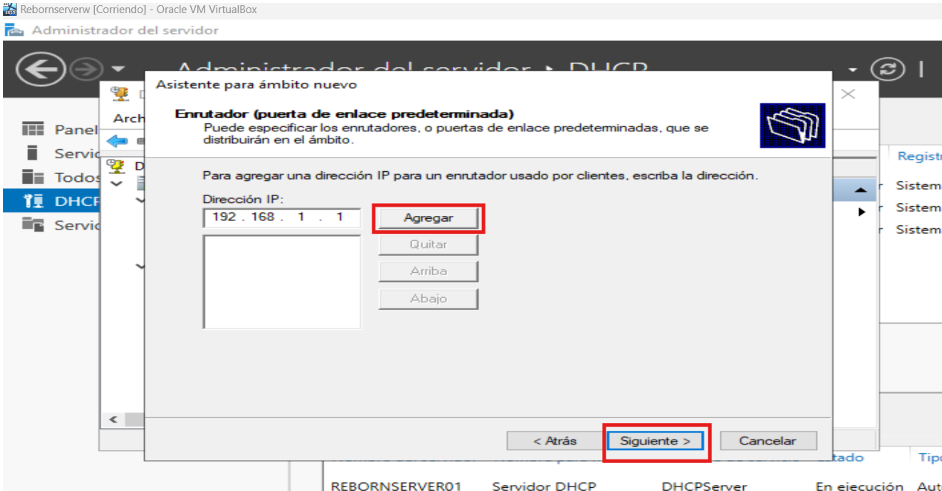 Rebornserverw [Corriendo] - Oracle VM VirtualBox
Administrador del servidor
Administrador del servidor DHCP
Asistente para ámbito nuevo
Arch
Enrutador (puerta de enlace predeterminada)
Puede especificar los enrutadores, o puertas de enlace predeterminadas, que se
distribuirán en el ámbito.
Panel
Servic
D
Registr
Todos
Para agregar una dirección IP para un enrutador usado por clientes, escriba la dirección.
r Sistem
DHCP
Dirección IP:
r Sistem
192 . 168 . 1 . 1
Agregar
Servic
r Sistem
Quitar
Arriba
Abajo
<
< Atrás
Siguiente >
Cancelar
tado
Tipo
REBORNSERVER01
Servidor DHCP
DHCPServer
En ejecución
Aut